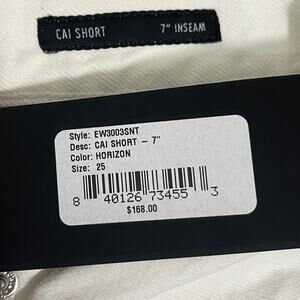 CAI SHORT 7" INSEAM
Style: EW3003SNT
Desc: CAI SHORT - 7"
Color: HORIZON
Size: 25
8 40126 73455 3
$168.00